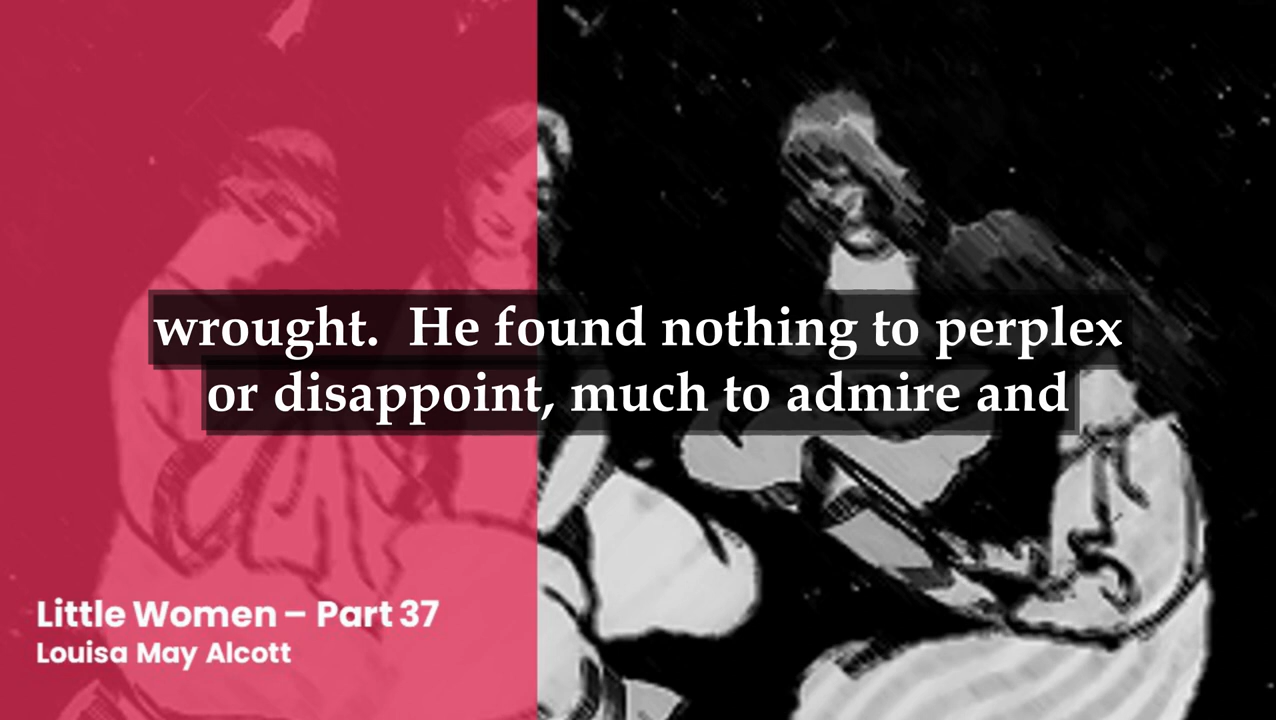 wrought.  He found nothing to perplex
or disappoint, much to admire and
Little Women – Part 37
Louisa May Alcott